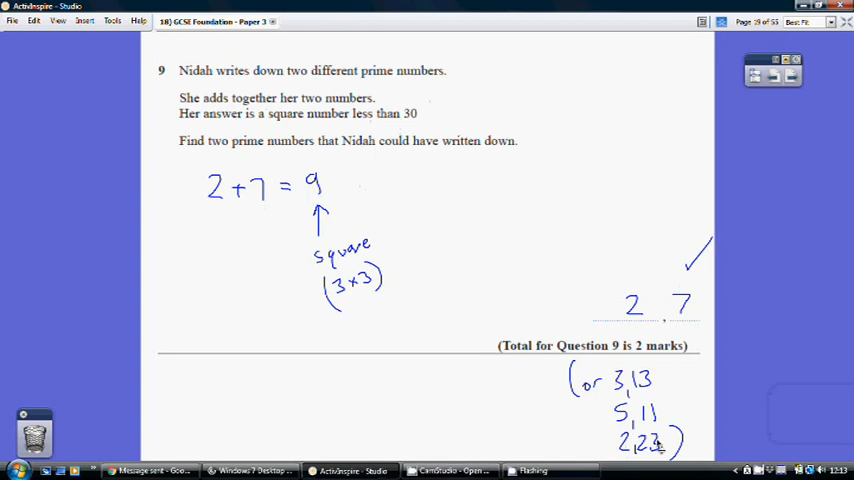 ActivInspire - Studio
File Edit View Insert Tools Help 18) GCSE Foundation - Paper 3 Page 19 of 55 Best Fit
9 Nidah writes down two different prime numbers.
She adds together her two numbers.
Her answer is a square number less than 30
Find two prime numbers that Nidah could have written down.
2 + 7 = 9
↑
square
(3×3)
2 , 7
(Total for Question 9 is 2 marks)
(or 3,13
5,11
2,23)
Message sent - Goo... Windows 7 Desktop ... ActivInspire - Studio CamStudio - Open ... Flashing 12:13